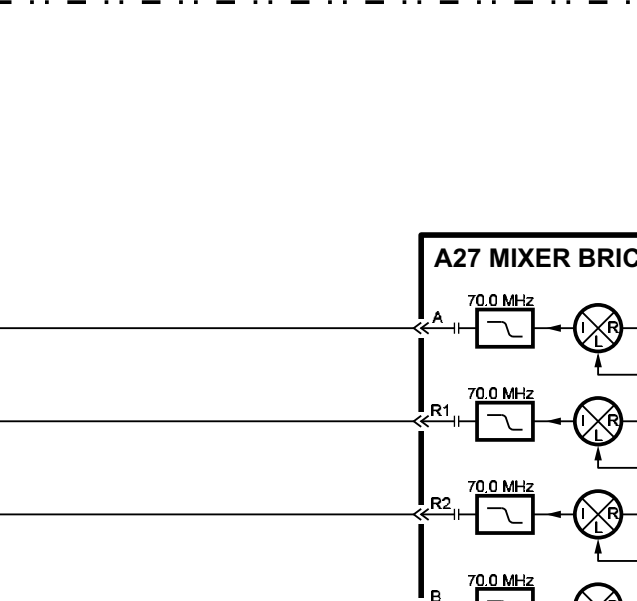 A27 MIXER BRIC
70.0 MHz
A
I R
L
70.0 MHz
R1
I R
L
70.0 MHz
R2
I R
L
70.0 MHz
B